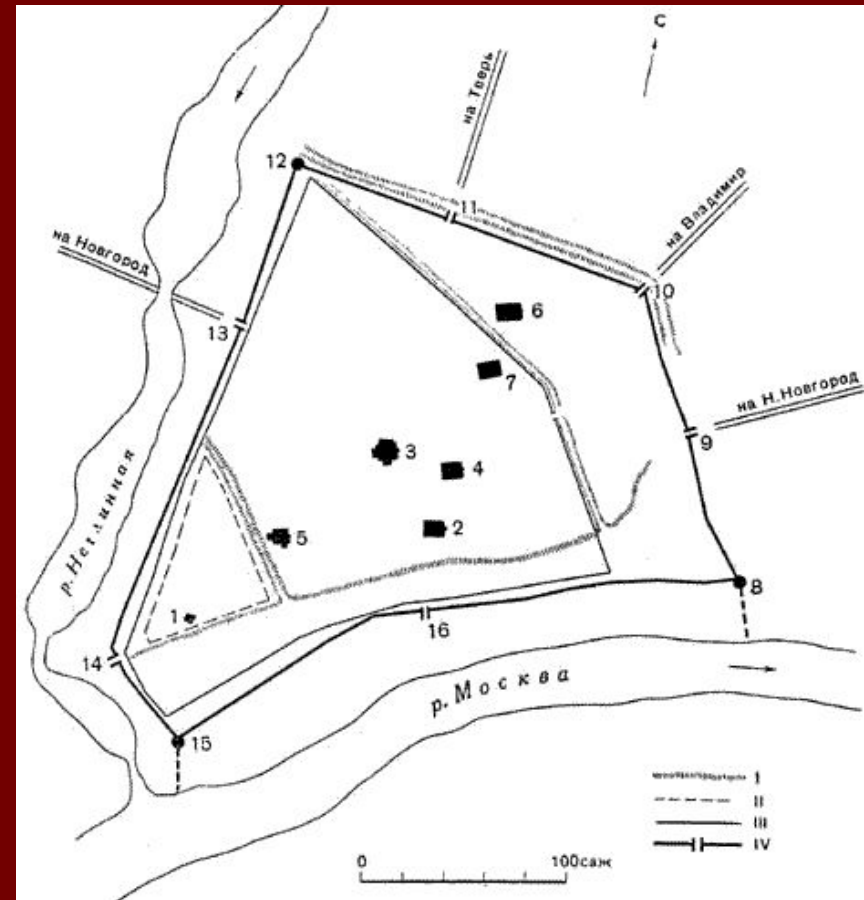 С
на Тверь
12
11
на Владимир
на Новгород
10
6
13
7
на Н.Новгород
9
3
4
р. Неглинная
5
2
1
8
16
14
р. Москва
15
I
II
III
IV
0 100саж